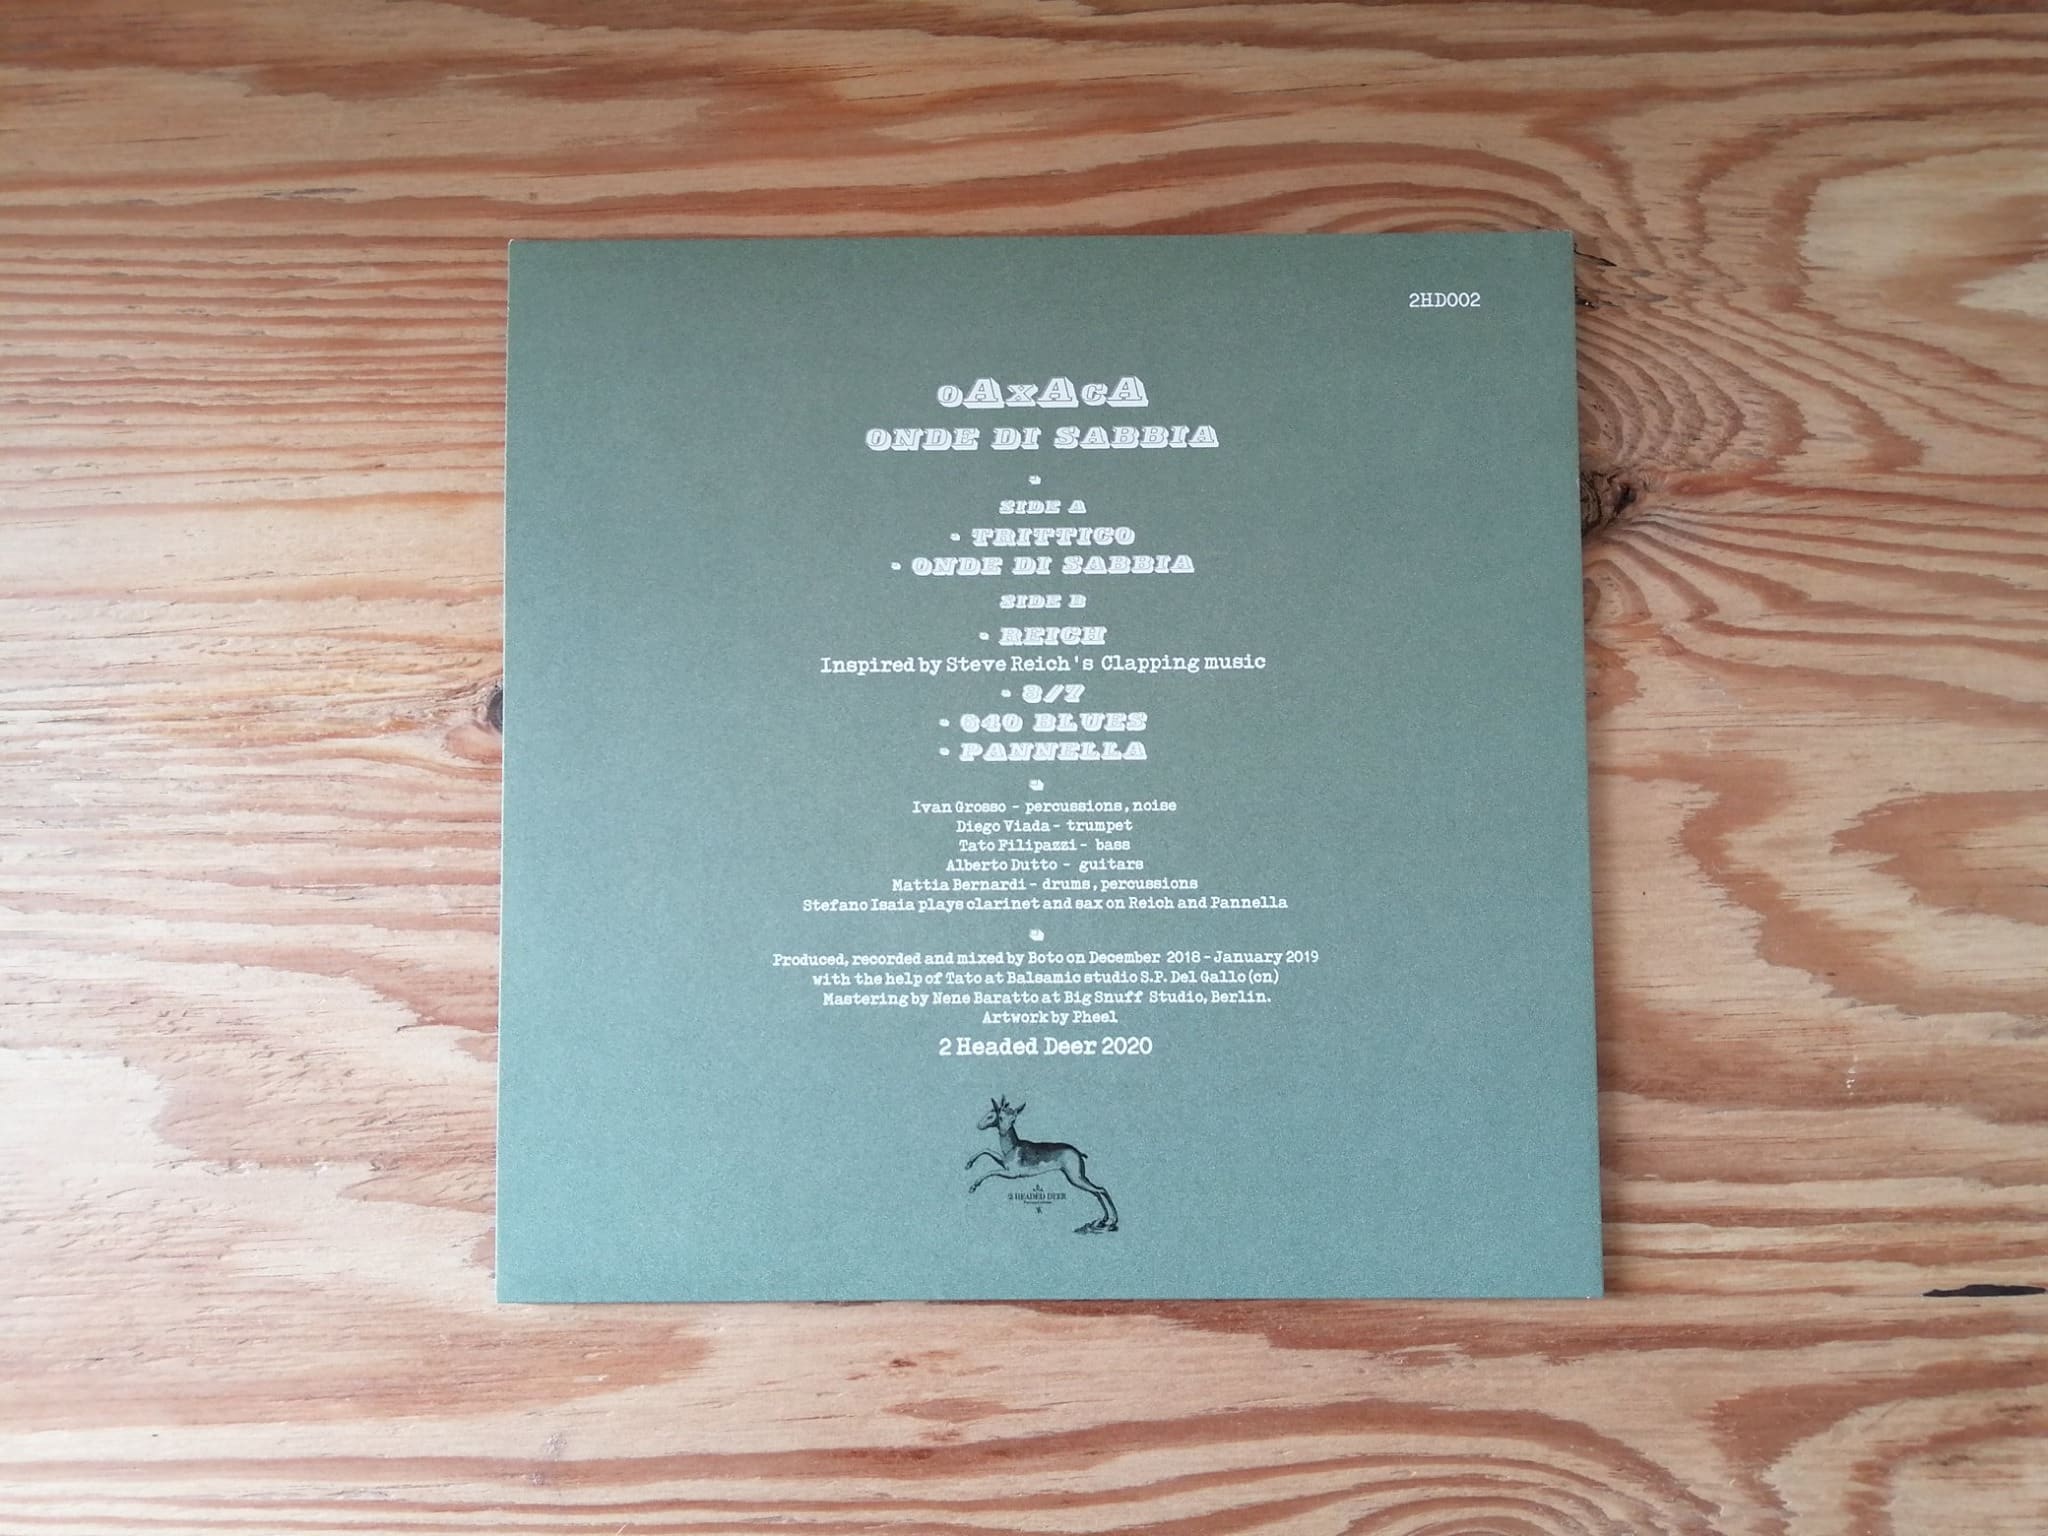 2HD002
OAXACA
ONDE DI SABBIA
-
SIDE A
- TRITTICO
- ONDE DI SABBIA
SIDE B
- REICH
Inspired by Steve Reich's Clapping music
- 8/7
- 640 BLUES
- PANNELLA
-
Ivan Grosso - percussions, noise
Diego Viada - trumpet
Tato Filipazzi - bass
Alberto Dutto - guitars
Mattia Bernardi - drums, percussions
Stefano Isaia plays clarinet and sax on Reich and Pannella
-
Produced, recorded and mixed by Boto on December 2018 - January 2019
with the help of Tato at Balsamic studio S.P. Del Gallo (cn)
Mastering by Nene Baratto at Big Snuff Studio, Berlin.
Artwork by Pheel
2 Headed Deer 2020
2 HEADED DEER